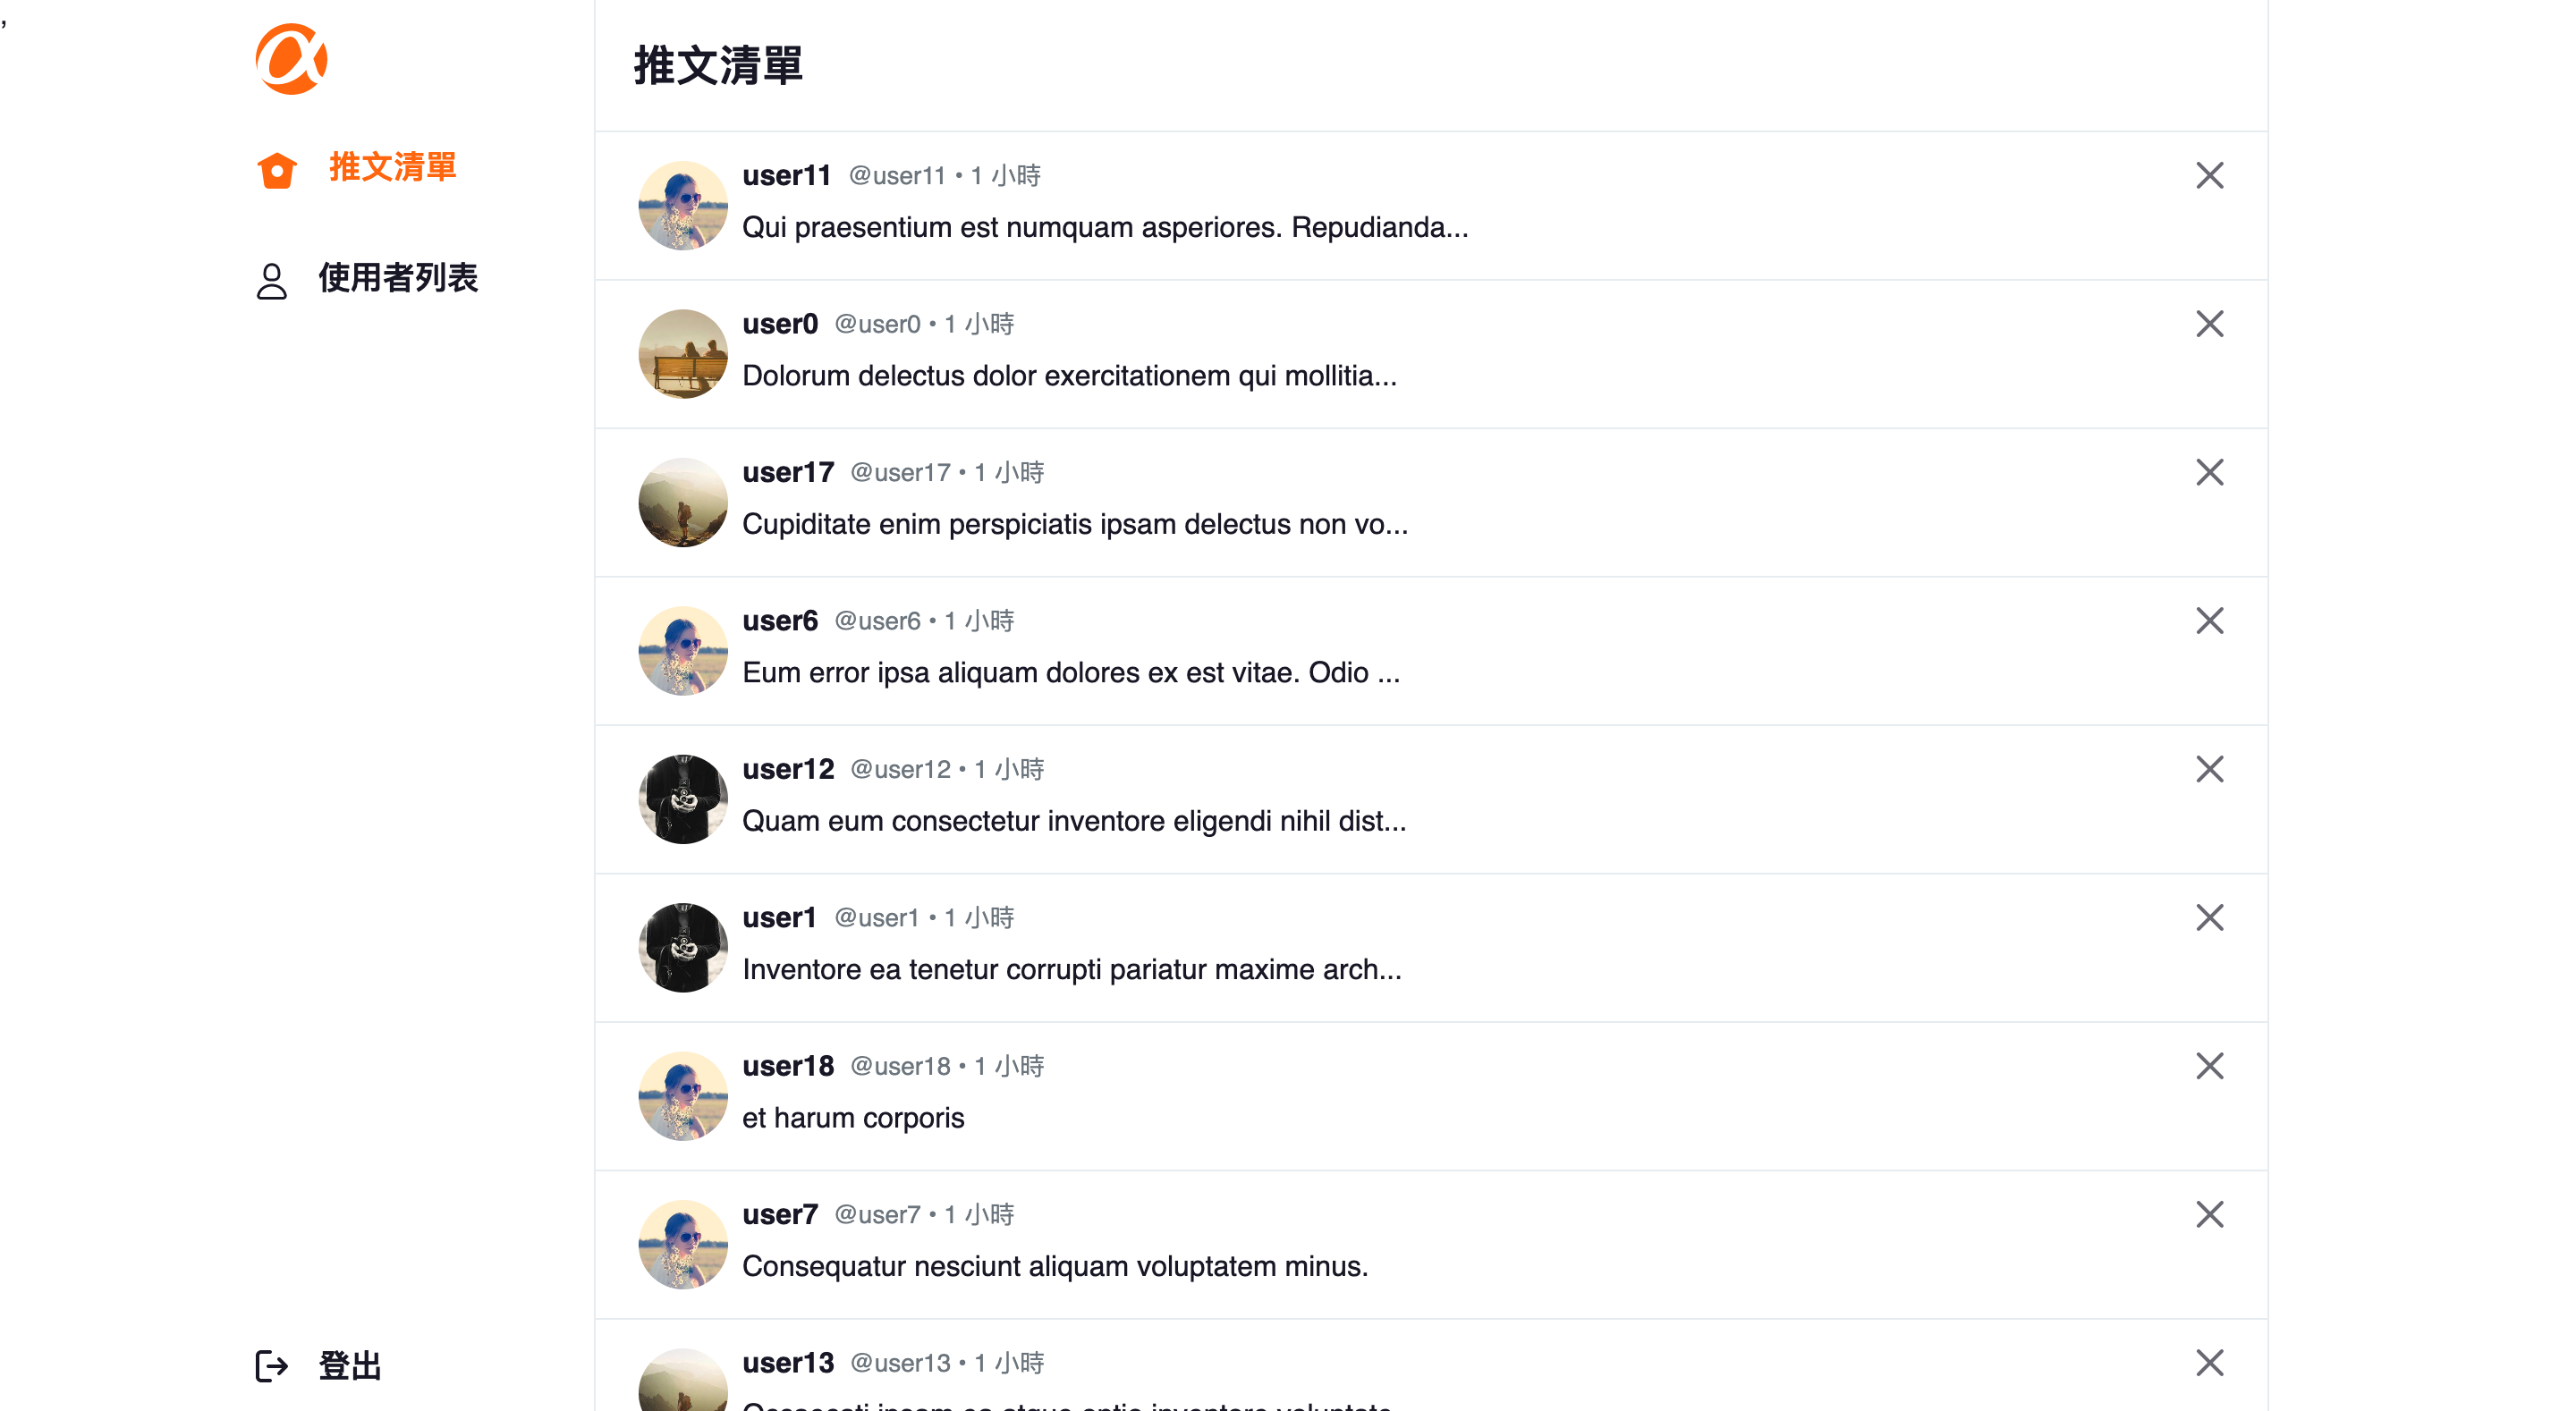 ,
推文清單
使用者列表
登出
推文清單
user11 @user11 • 1 小時
Qui praesentium est numquam asperiores. Repudianda...
user0 @user0 • 1 小時
Dolorum delectus dolor exercitationem qui mollitia...
user17 @user17 • 1 小時
Cupiditate enim perspiciatis ipsam delectus non vo...
user6 @user6 • 1 小時
Eum error ipsa aliquam dolores ex est vitae. Odio ...
user12 @user12 • 1 小時
Quam eum consectetur inventore eligendi nihil dist...
user1 @user1 • 1 小時
Inventore ea tenetur corrupti pariatur maxime arch...
user18 @user18 • 1 小時
et harum corporis
user7 @user7 • 1 小時
Consequatur nesciunt aliquam voluptatem minus.
user13 @user13 • 1 小時